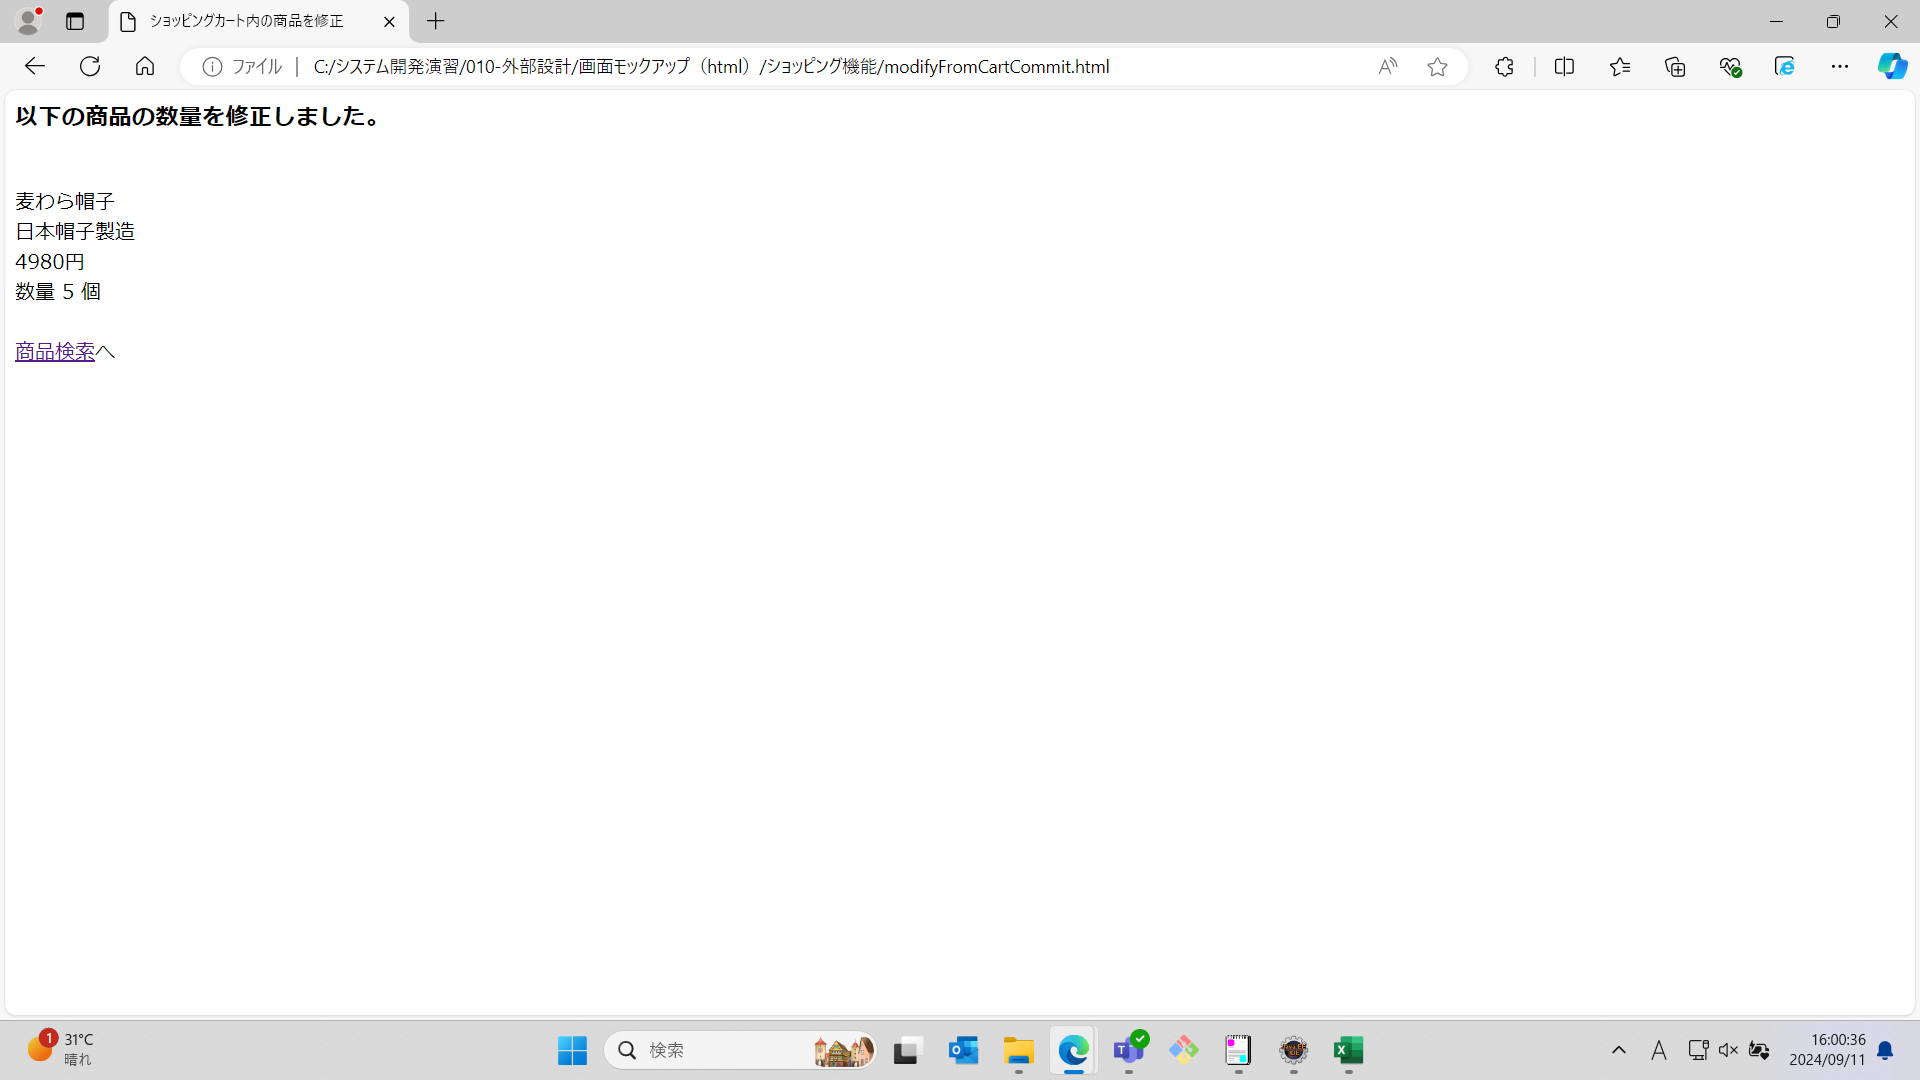 ショッピングカート内の商品を修正
ファイル
C:/システム開発演習/010-外部設計/画面モックアップ（html）/ショッピング機能/modifyFromCartCommit.html
以下の商品の数量を修正しました。
麦わら帽子
日本帽子製造
4980円
数量 5 個
商品検索へ
1
31°C
晴れ
検索
A
16:00:36
2024/09/11